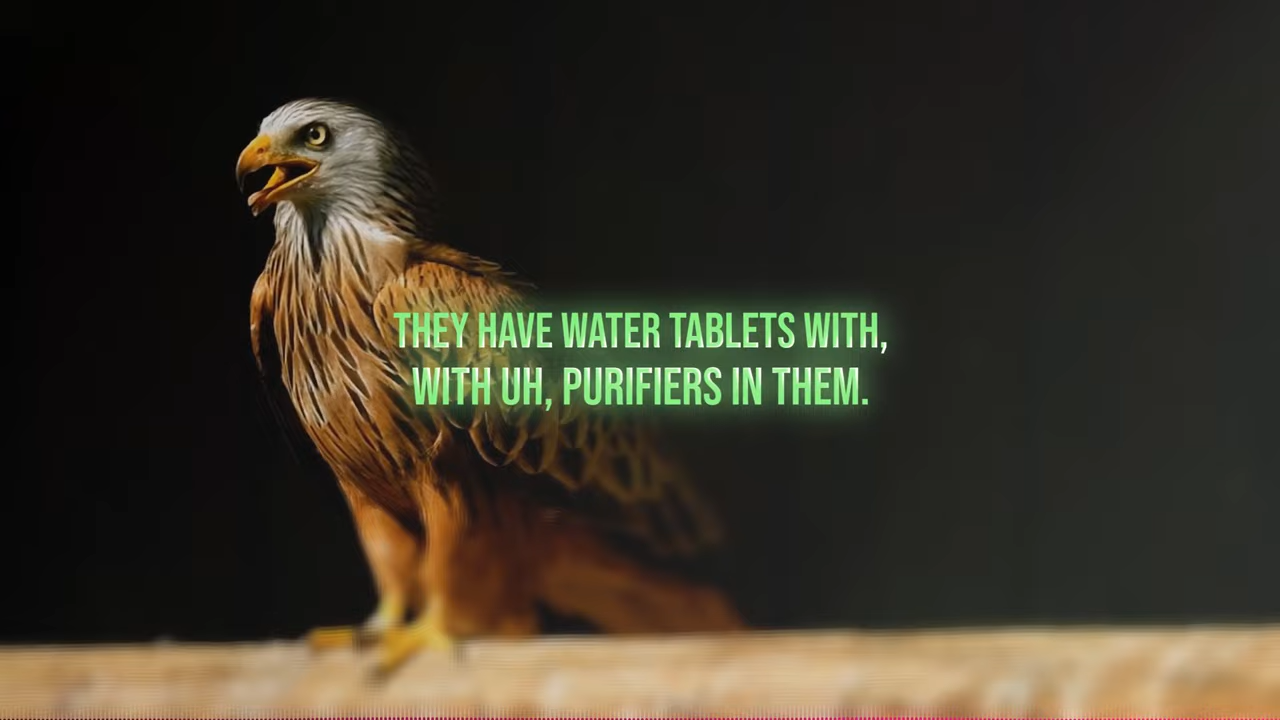 THEY HAVE WATER TABLETS WITH,
WITH UH, PURIFIERS IN THEM.